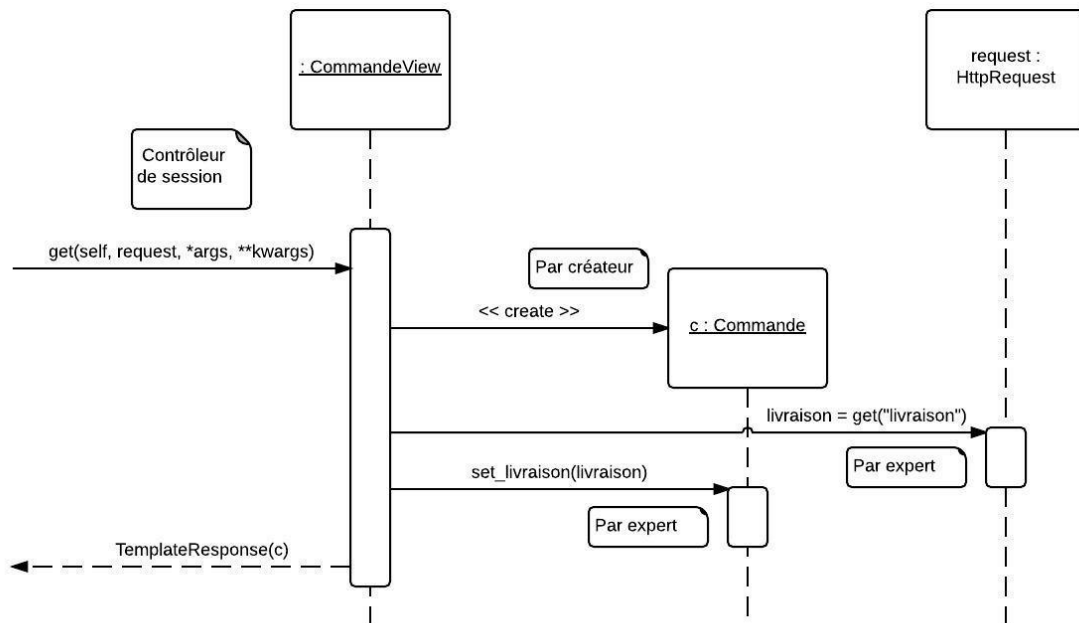 : CommandeView
request :
HttpRequest
Contrôleur
de session
get(self, request, *args, **kwargs)
Par créateur
<< create >>
c : Commande
livraison = get("livraison")
Par expert
set_livraison(livraison)
Par expert
TemplateResponse(c)